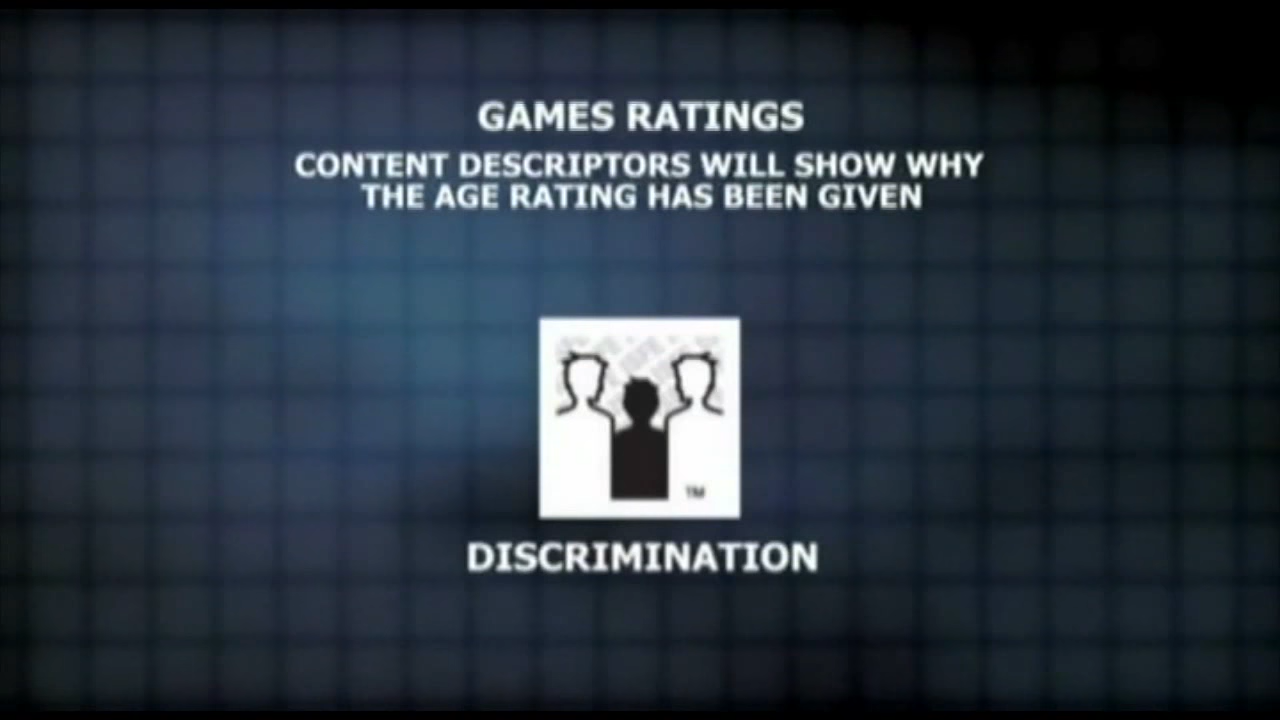 GAMES RATINGS
CONTENT DESCRIPTORS WILL SHOW WHY
THE AGE RATING HAS BEEN GIVEN
TM
DISCRIMINATION